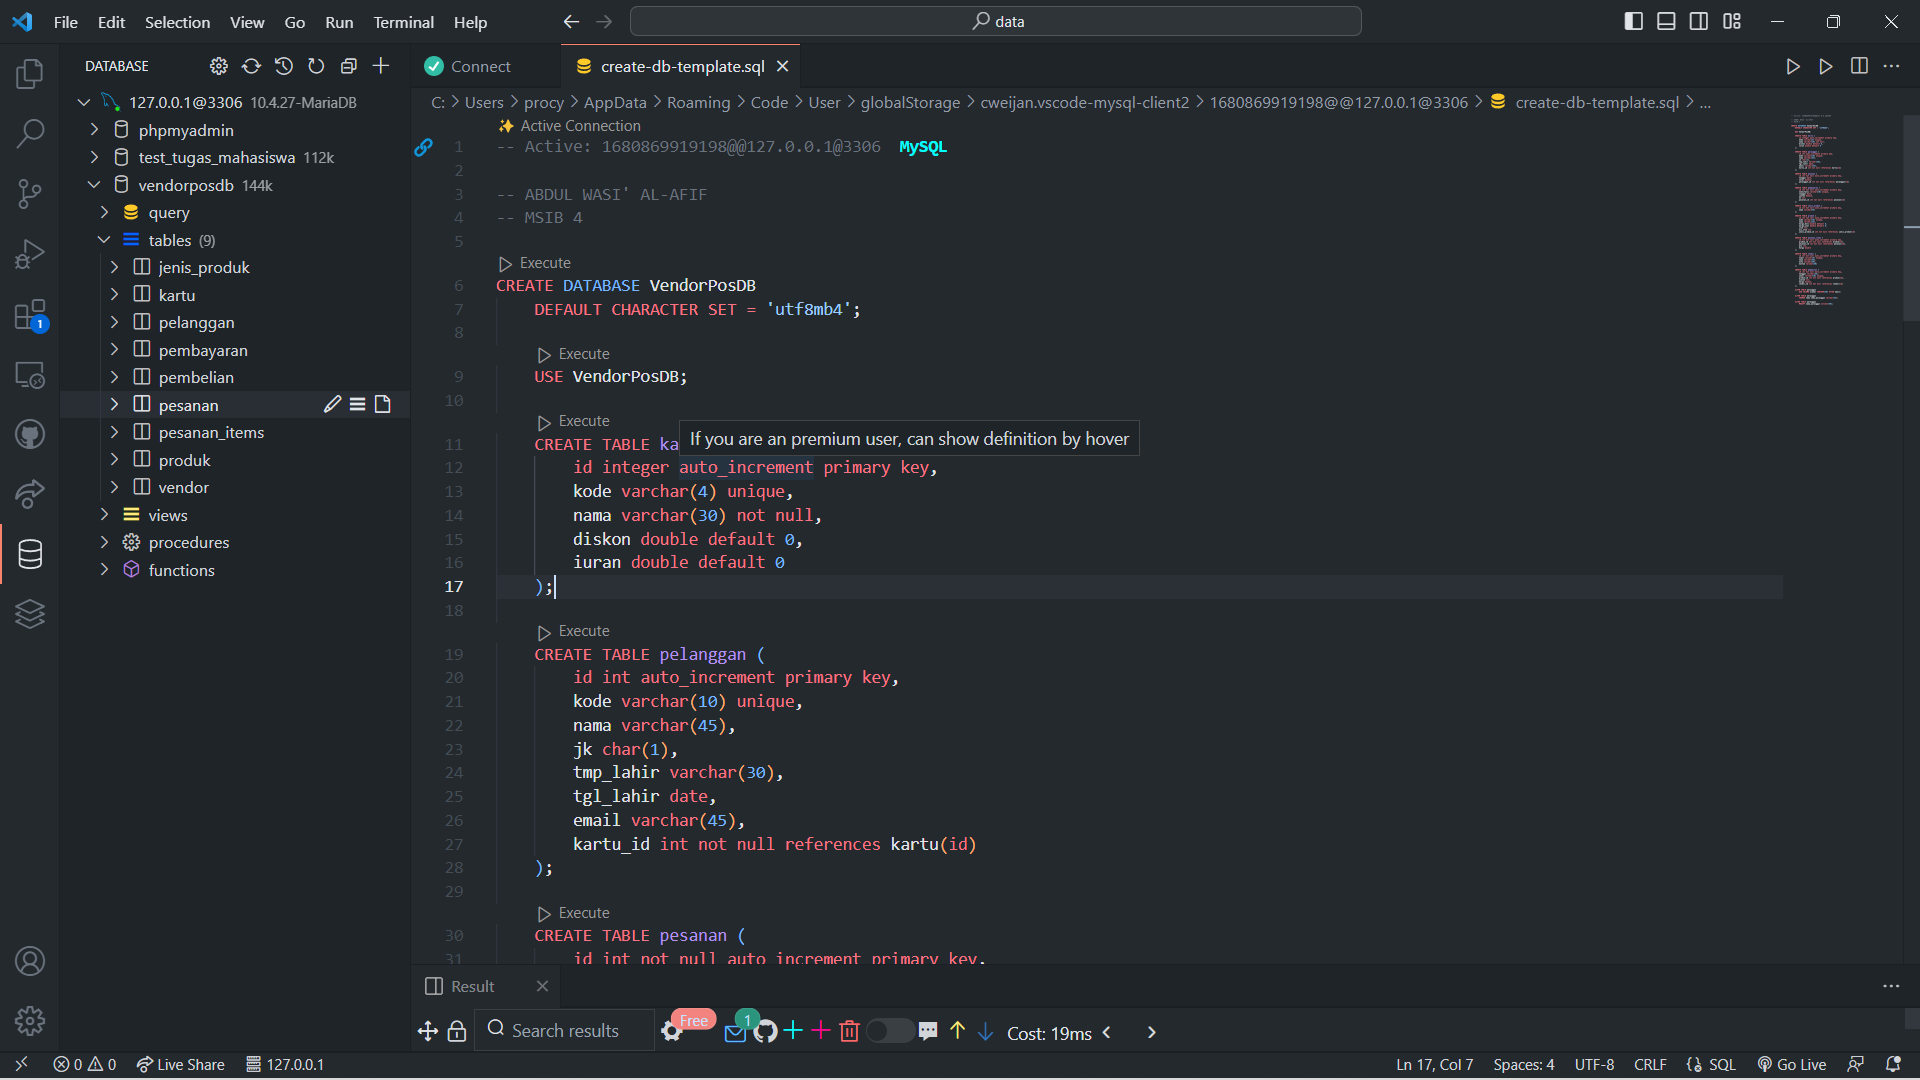 File Edit Selection View Go Run Terminal Help
data
DATABASE
127.0.0.1@3306 10.4.27-MariaDB
phpmyadmin
test_tugas_mahasiswa 112k
vendorposdb 144k
query
tables (9)
jenis_produk
kartu
pelanggan
pembayaran
pembelian
pesanan
pesanan_items
produk
vendor
views
procedures
functions
1
Connect
create-db-template.sql
C: > Users > procy > AppData > Roaming > Code > User > globalStorage > cweijan.vscode-mysql-client2 > 1680869919198@@127.0.0.1@3306 > create-db-template.sql > ...
Active Connection
1 -- Active: 1680869919198@@127.0.0.1@3306 MySQL
2
3 -- ABDUL WASI' AL-AFIF
4 -- MSIB 4
5
Execute
6 CREATE DATABASE VendorPosDB
7 DEFAULT CHARACTER SET = 'utf8mb4';
8
Execute
9 USE VendorPosDB;
10
Execute
11 CREATE TABLE ka
If you are an premium user, can show definition by hover
12 id integer auto_increment primary key,
13 kode varchar(4) unique,
14 nama varchar(30) not null,
15 diskon double default 0,
16 iuran double default 0
17 );
18
Execute
19 CREATE TABLE pelanggan (
20 id int auto_increment primary key,
21 kode varchar(10) unique,
22 nama varchar(45),
23 jk char(1),
24 tmp_lahir varchar(30),
25 tgl_lahir date,
26 email varchar(45),
27 kartu_id int not null references kartu(id)
28 );
29
Execute
30 CREATE TABLE pesanan (
31 id int not null auto_increment primary key,
Result
Search results
Free
1
Cost: 19ms
0 0 Live Share 127.0.0.1
Ln 17, Col 7 Spaces: 4 UTF-8 CRLF SQL Go Live